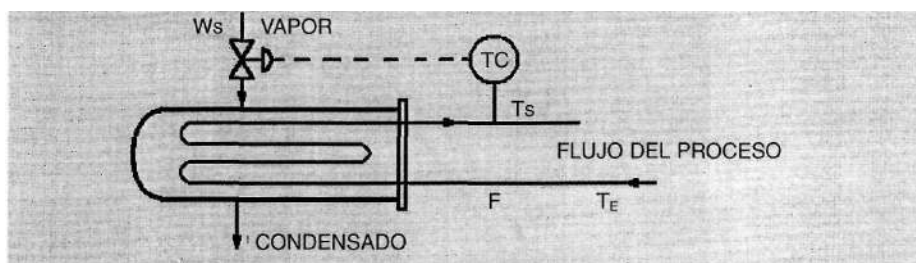 Ws VAPOR
TC
Ts
FLUJO DEL PROCESO
F TE
CONDENSADO